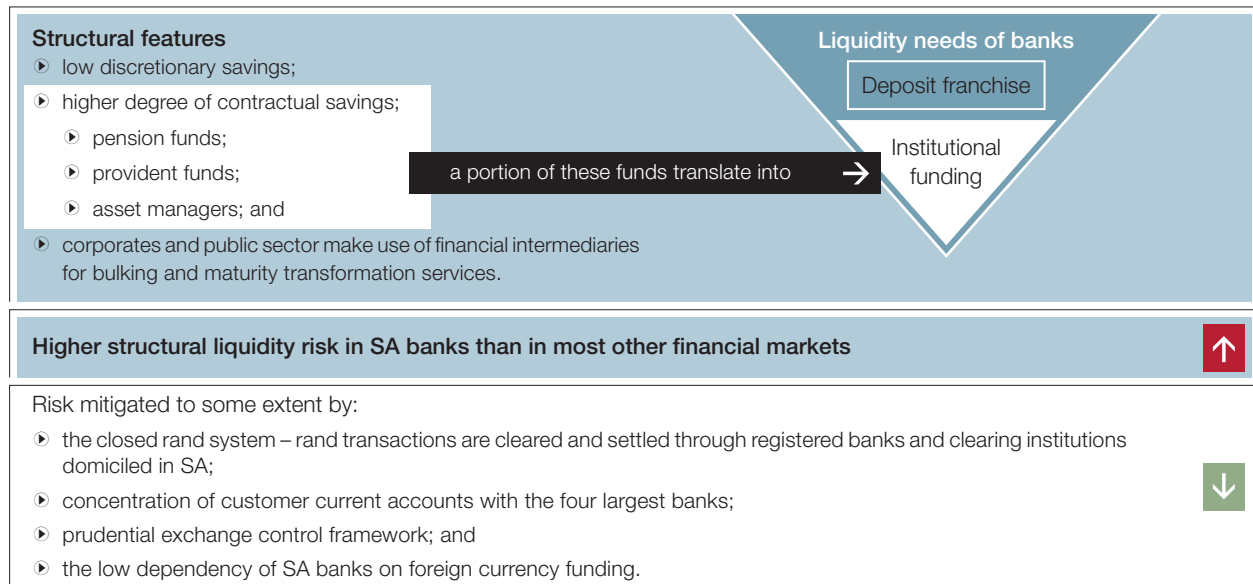 Structural features
low discretionary savings;
higher degree of contractual savings;
pension funds;
provident funds;
asset managers; and
corporates and public sector make use of financial intermediaries
for bulking and maturity transformation services.
a portion of these funds translate into →
Liquidity needs of banks
Deposit franchise
Institutional
funding
Higher structural liquidity risk in SA banks than in most other financial markets
Risk mitigated to some extent by:
the closed rand system – rand transactions are cleared and settled through registered banks and clearing institutions
domiciled in SA;
concentration of customer current accounts with the four largest banks;
prudential exchange control framework; and
the low dependency of SA banks on foreign currency funding.